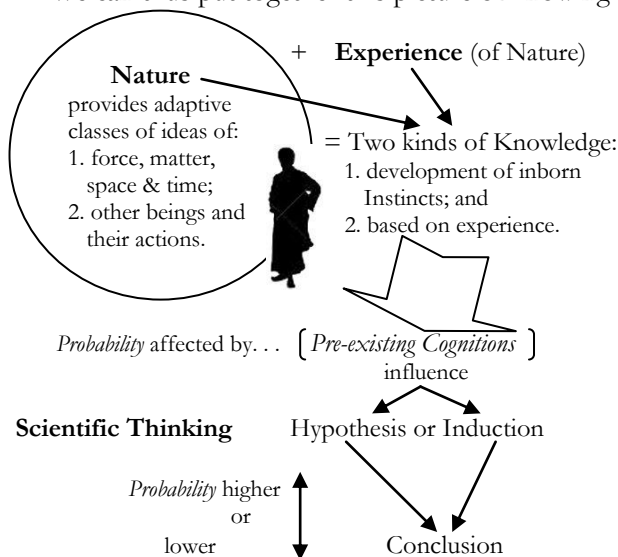 + Experience (of Nature)
Nature
provides adaptive
classes of ideas of:
1. force, matter,
space & time;
2. other beings and
their actions.
= Two kinds of Knowledge:
1. development of inborn
Instincts; and
2. based on experience.
Probability affected by. . . [Pre-existing Cognitions]
influence
Scientific Thinking Hypothesis or Induction
Probability higher
or
lower
Conclusion